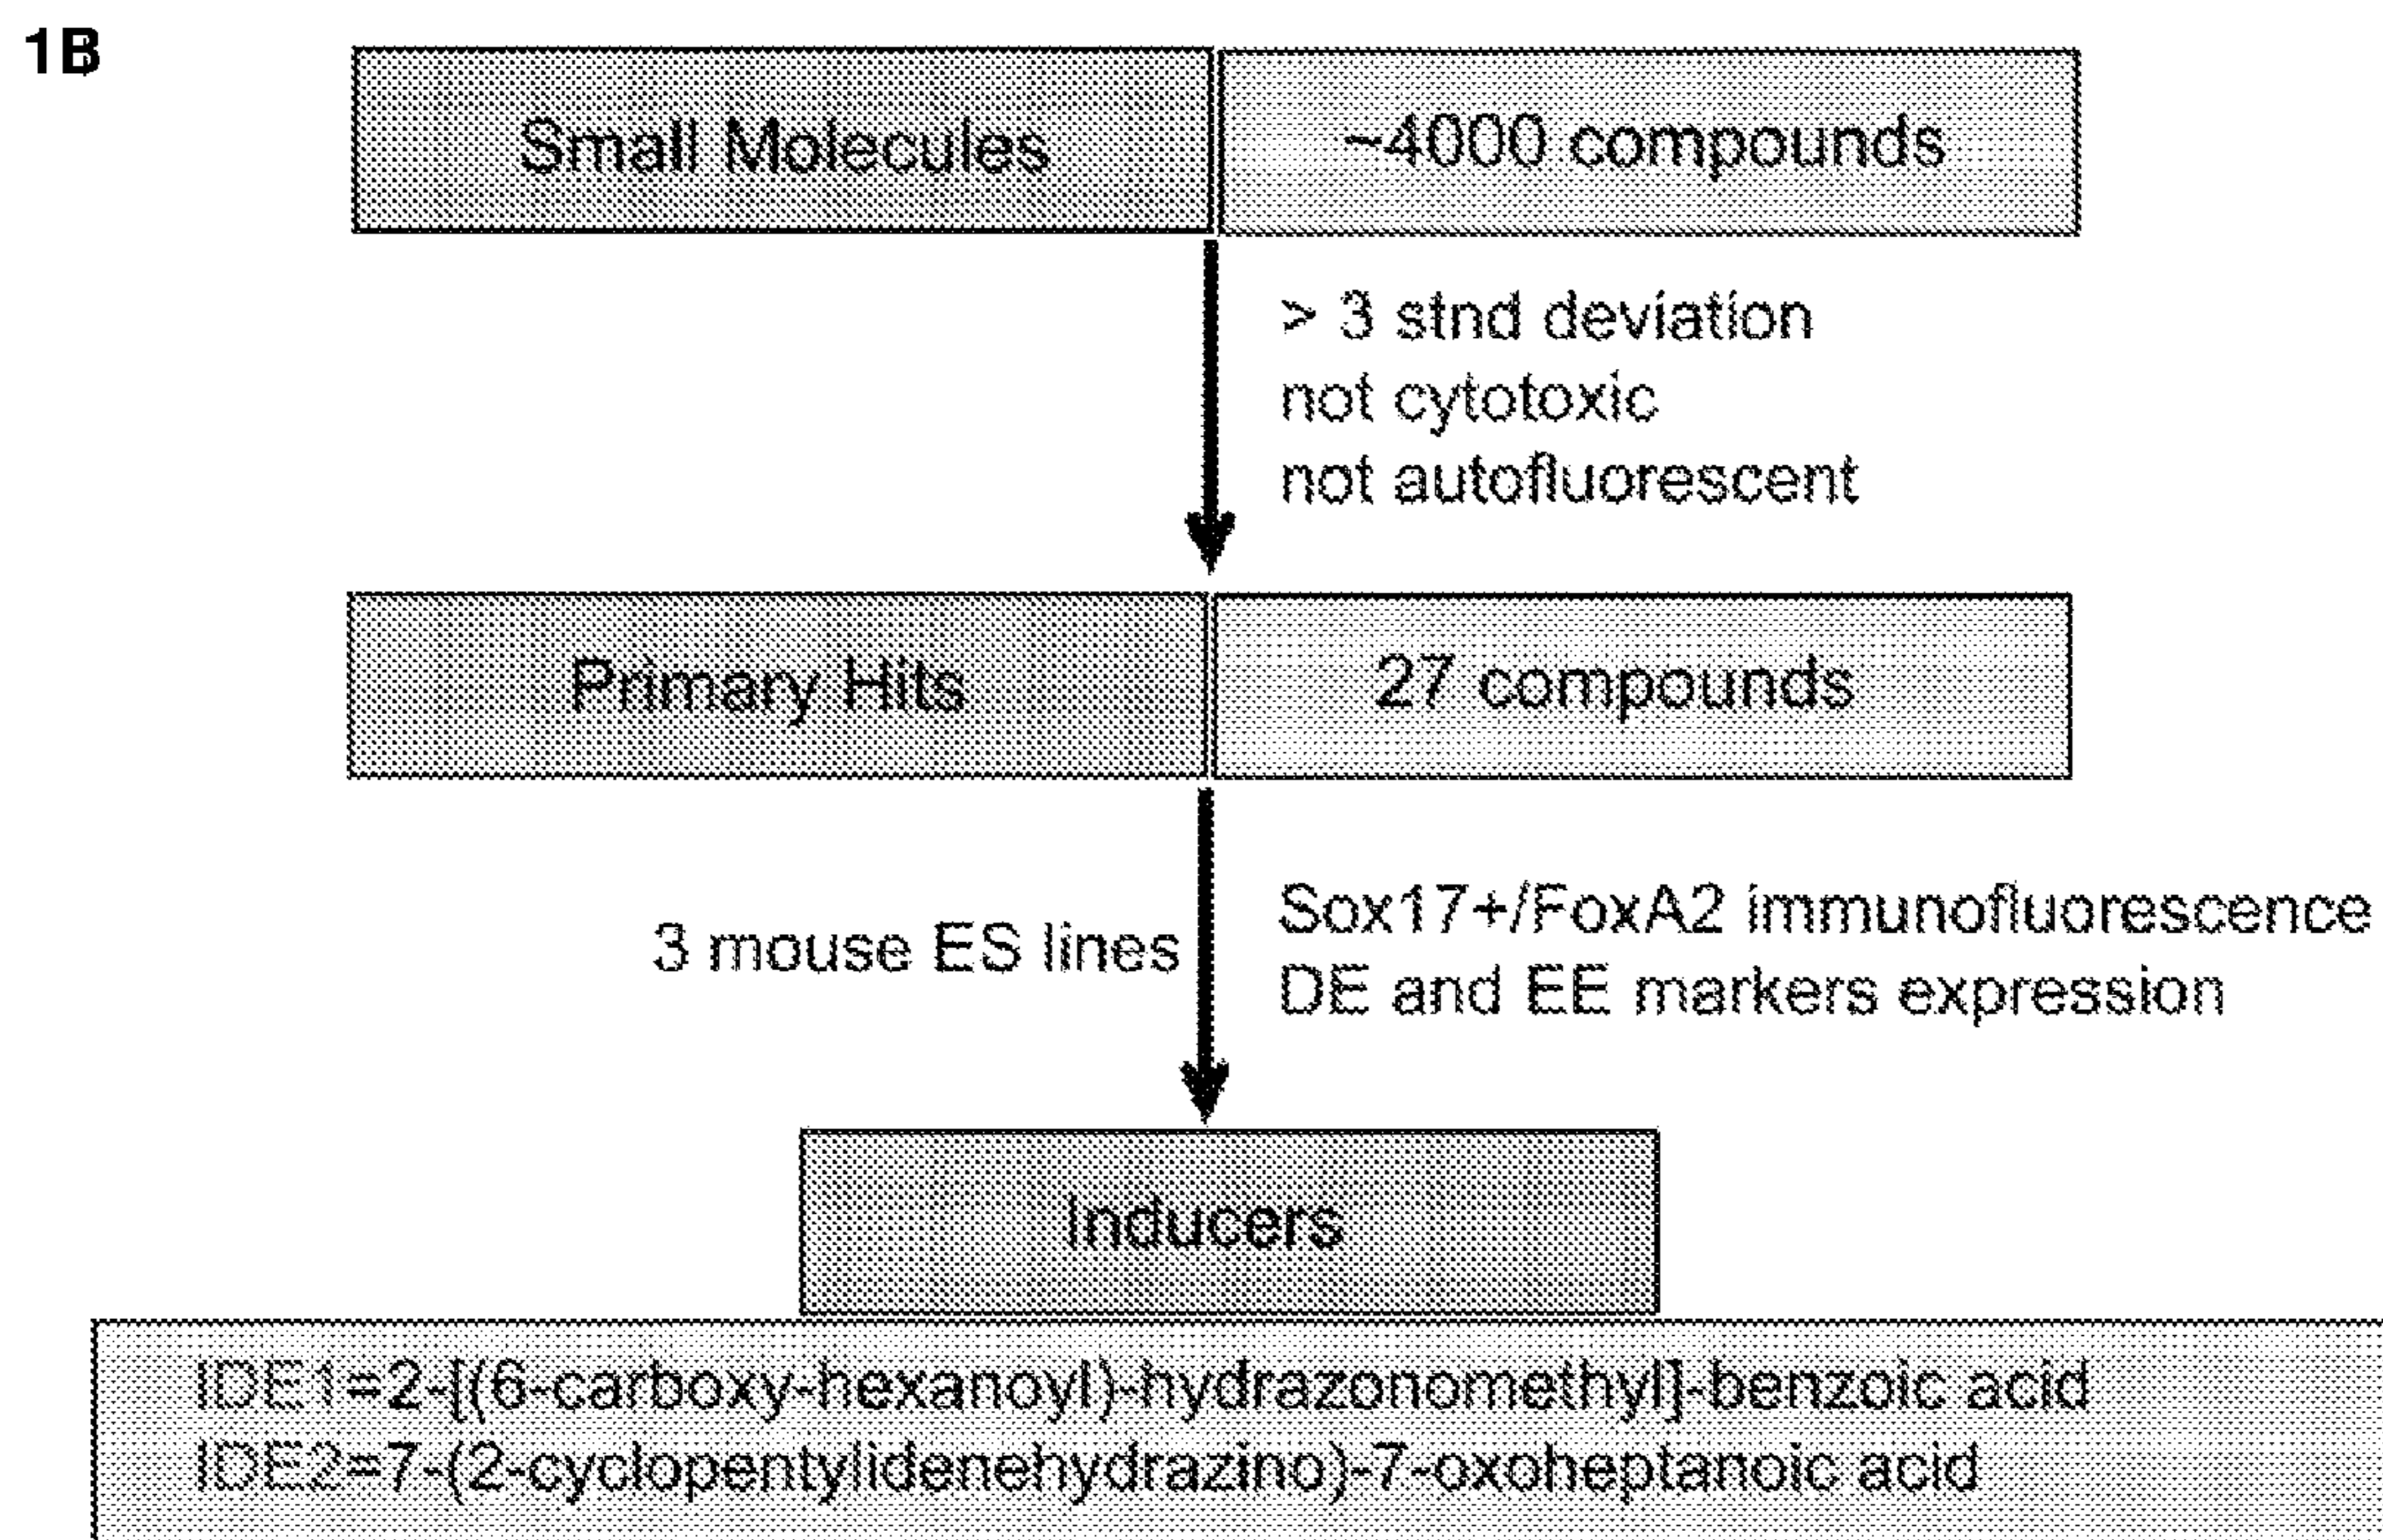 1B
Small Molecules
~4000 compounds
> 3 stnd deviation
not cytotoxic
not autofluorescent
Primary Hits
27 compounds
3 mouse ES lines
Sox17+/FoxA2 immunofluorescence
DE and EE markers expression
Inducers
IDE1=2-[(6-carboxy-hexanoyl)-hydrazonomethyl]-benzoic acid
IDE2=7-(2-cyclopentylidenehydrazino)-7-oxoheptanoic acid